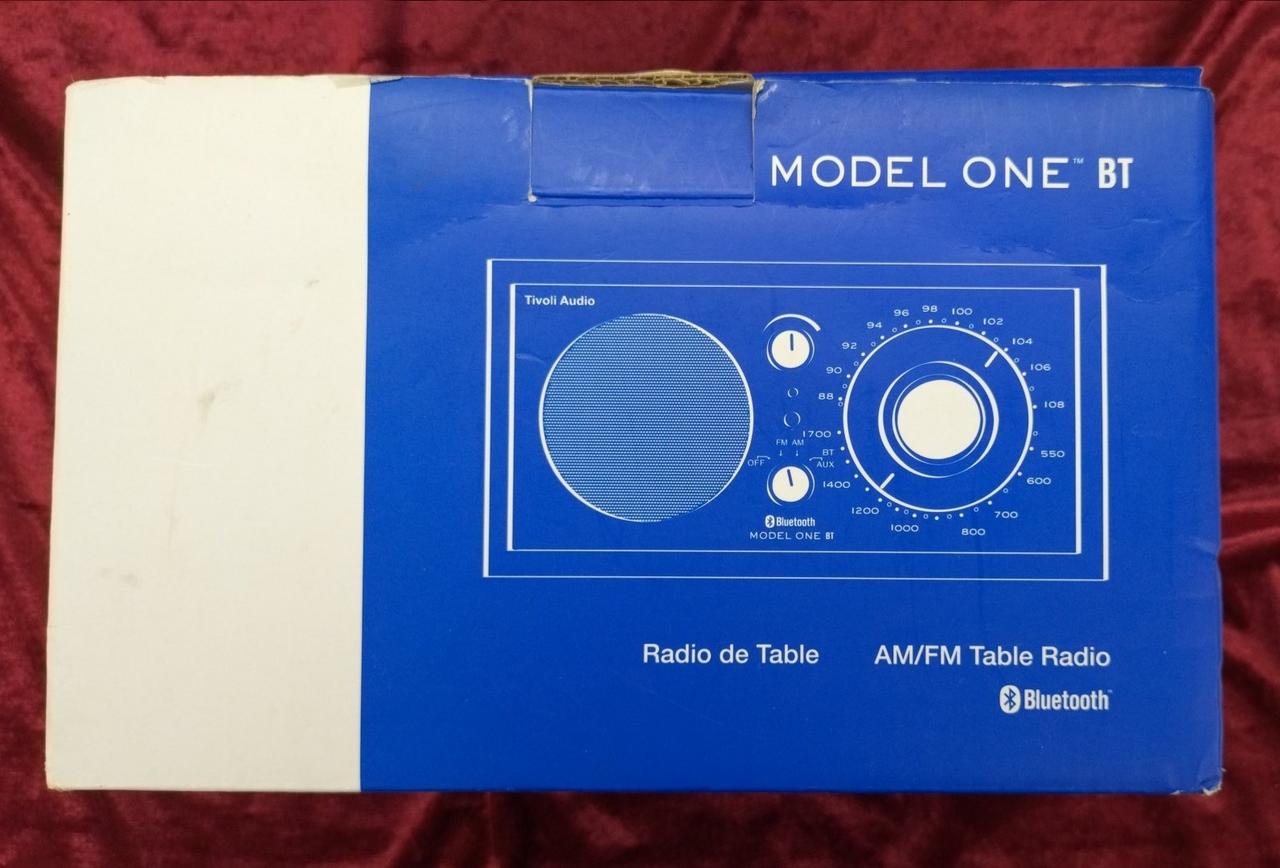 MODEL ONE™ BT
Tivoli Audio
88 90 92 94 96 98 100 102 104 106 108
550 600 700 800 1000 1200 1400 1700
FM AM
OFF
BT
AUX
Bluetooth
MODEL ONE BT
Radio de Table
AM/FM Table Radio
Bluetooth™